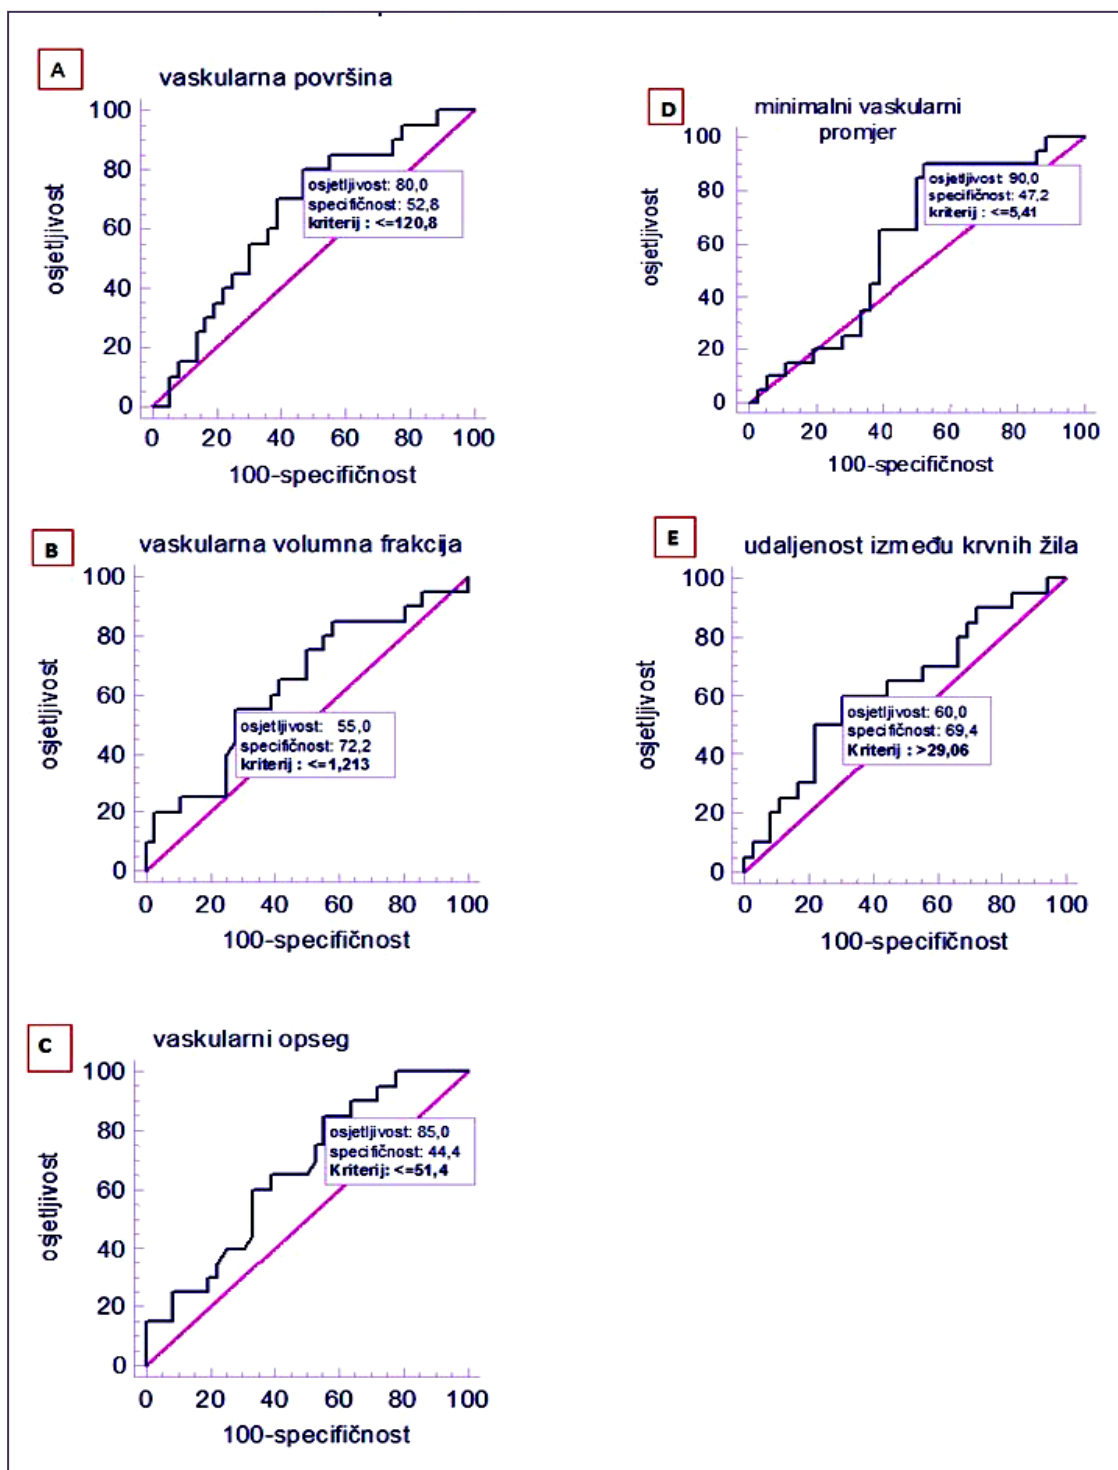 A
vaskularna površina
100
80
60
40
20
0
osjetljivost
osjetljivost: 80,0
specifičnost: 52,8
kriterij : <=120,8
0 20 40 60 80 100
100-specifičnost
B
vaskularna volumna frakcija
100
80
60
40
20
0
osjetljivost
osjetljivost: 55,0
specifičnost: 72,2
kriterij : <=1,213
0 20 40 60 80 100
100-specifičnost
C
vaskularni opseg
100
80
60
40
20
0
osjetljivost
osjetljivost: 85,0
specifičnost: 44,4
Kriterij: <=51,4
0 20 40 60 80 100
100-specifičnost
D
minimalni vaskularni
promjer
100
80
60
40
20
0
osjetljivost
osjetljivost: 90,0
specifičnost: 47,2
kriterij : <=5,41
0 20 40 60 80 100
100-specifičnost
E
udaljenost između krvnih žila
100
80
60
40
20
0
osjetljivost
osjetljivost: 60,0
specifičnost: 69,4
Kriterij : >29,06
0 20 40 60 80 100
100-specifičnost